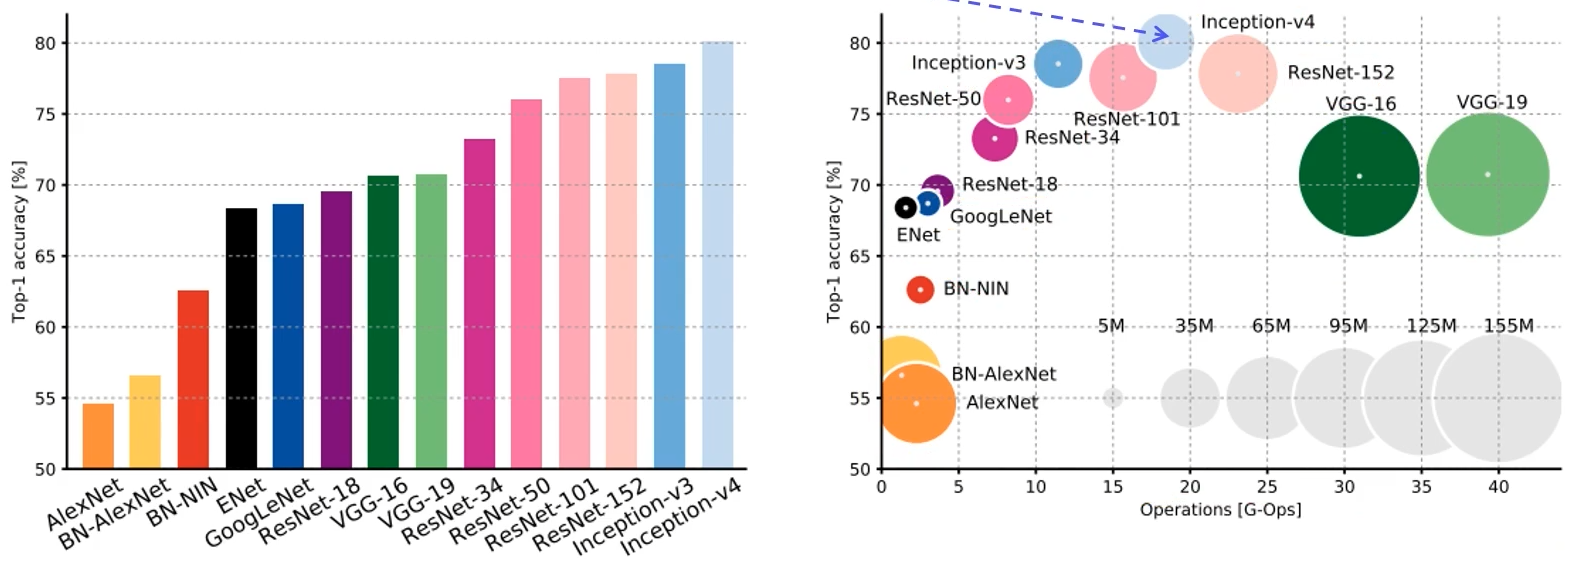 Top-1 accuracy [%]
80
75
70
65
60
55
50
AlexNet
BN-AlexNet
BN-NIN
ENet
GoogLeNet
ResNet-18
VGG-16
VGG-19
ResNet-34
ResNet-50
ResNet-101
ResNet-152
Inception-v3
Inception-v4
Top-1 accuracy [%]
80
75
70
65
60
55
50
Inception-v4
Inception-v3
ResNet-152
ResNet-50
VGG-16
VGG-19
ResNet-101
ResNet-34
ResNet-18
GoogLeNet
ENet
BN-NIN
5M 35M 65M 95M 125M 155M
BN-AlexNet
AlexNet
0 5 10 15 20 25 30 35 40
Operations [G-Ops]